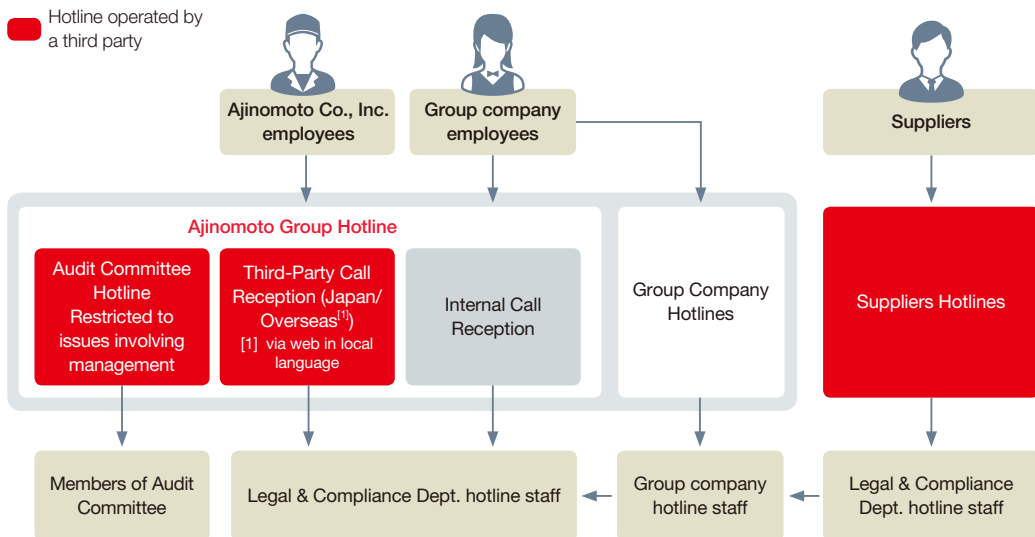 Hotline operated by
a third party
Ajinomoto Co., Inc.
employees
Group company
employees
Suppliers
Ajinomoto Group Hotline
Audit Committee
Hotline
Restricted to
issues involving
management
Third-Party Call
Reception (Japan/
Overseas[1])
[1] via web in local
language
Internal Call
Reception
Group Company
Hotlines
Suppliers Hotlines
Members of Audit
Committee
Legal & Compliance Dept. hotline staff
Group company
hotline staff
Legal & Compliance
Dept. hotline staff